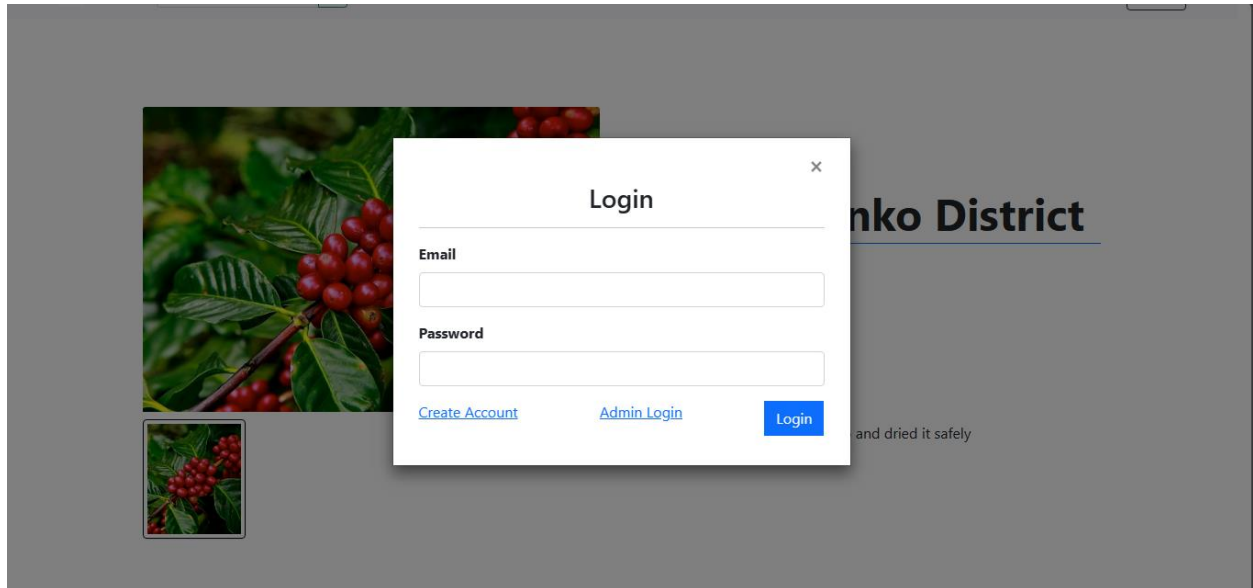 ×
Login
nko District
Email
Password
Create Account Admin Login Login
and dried it safely